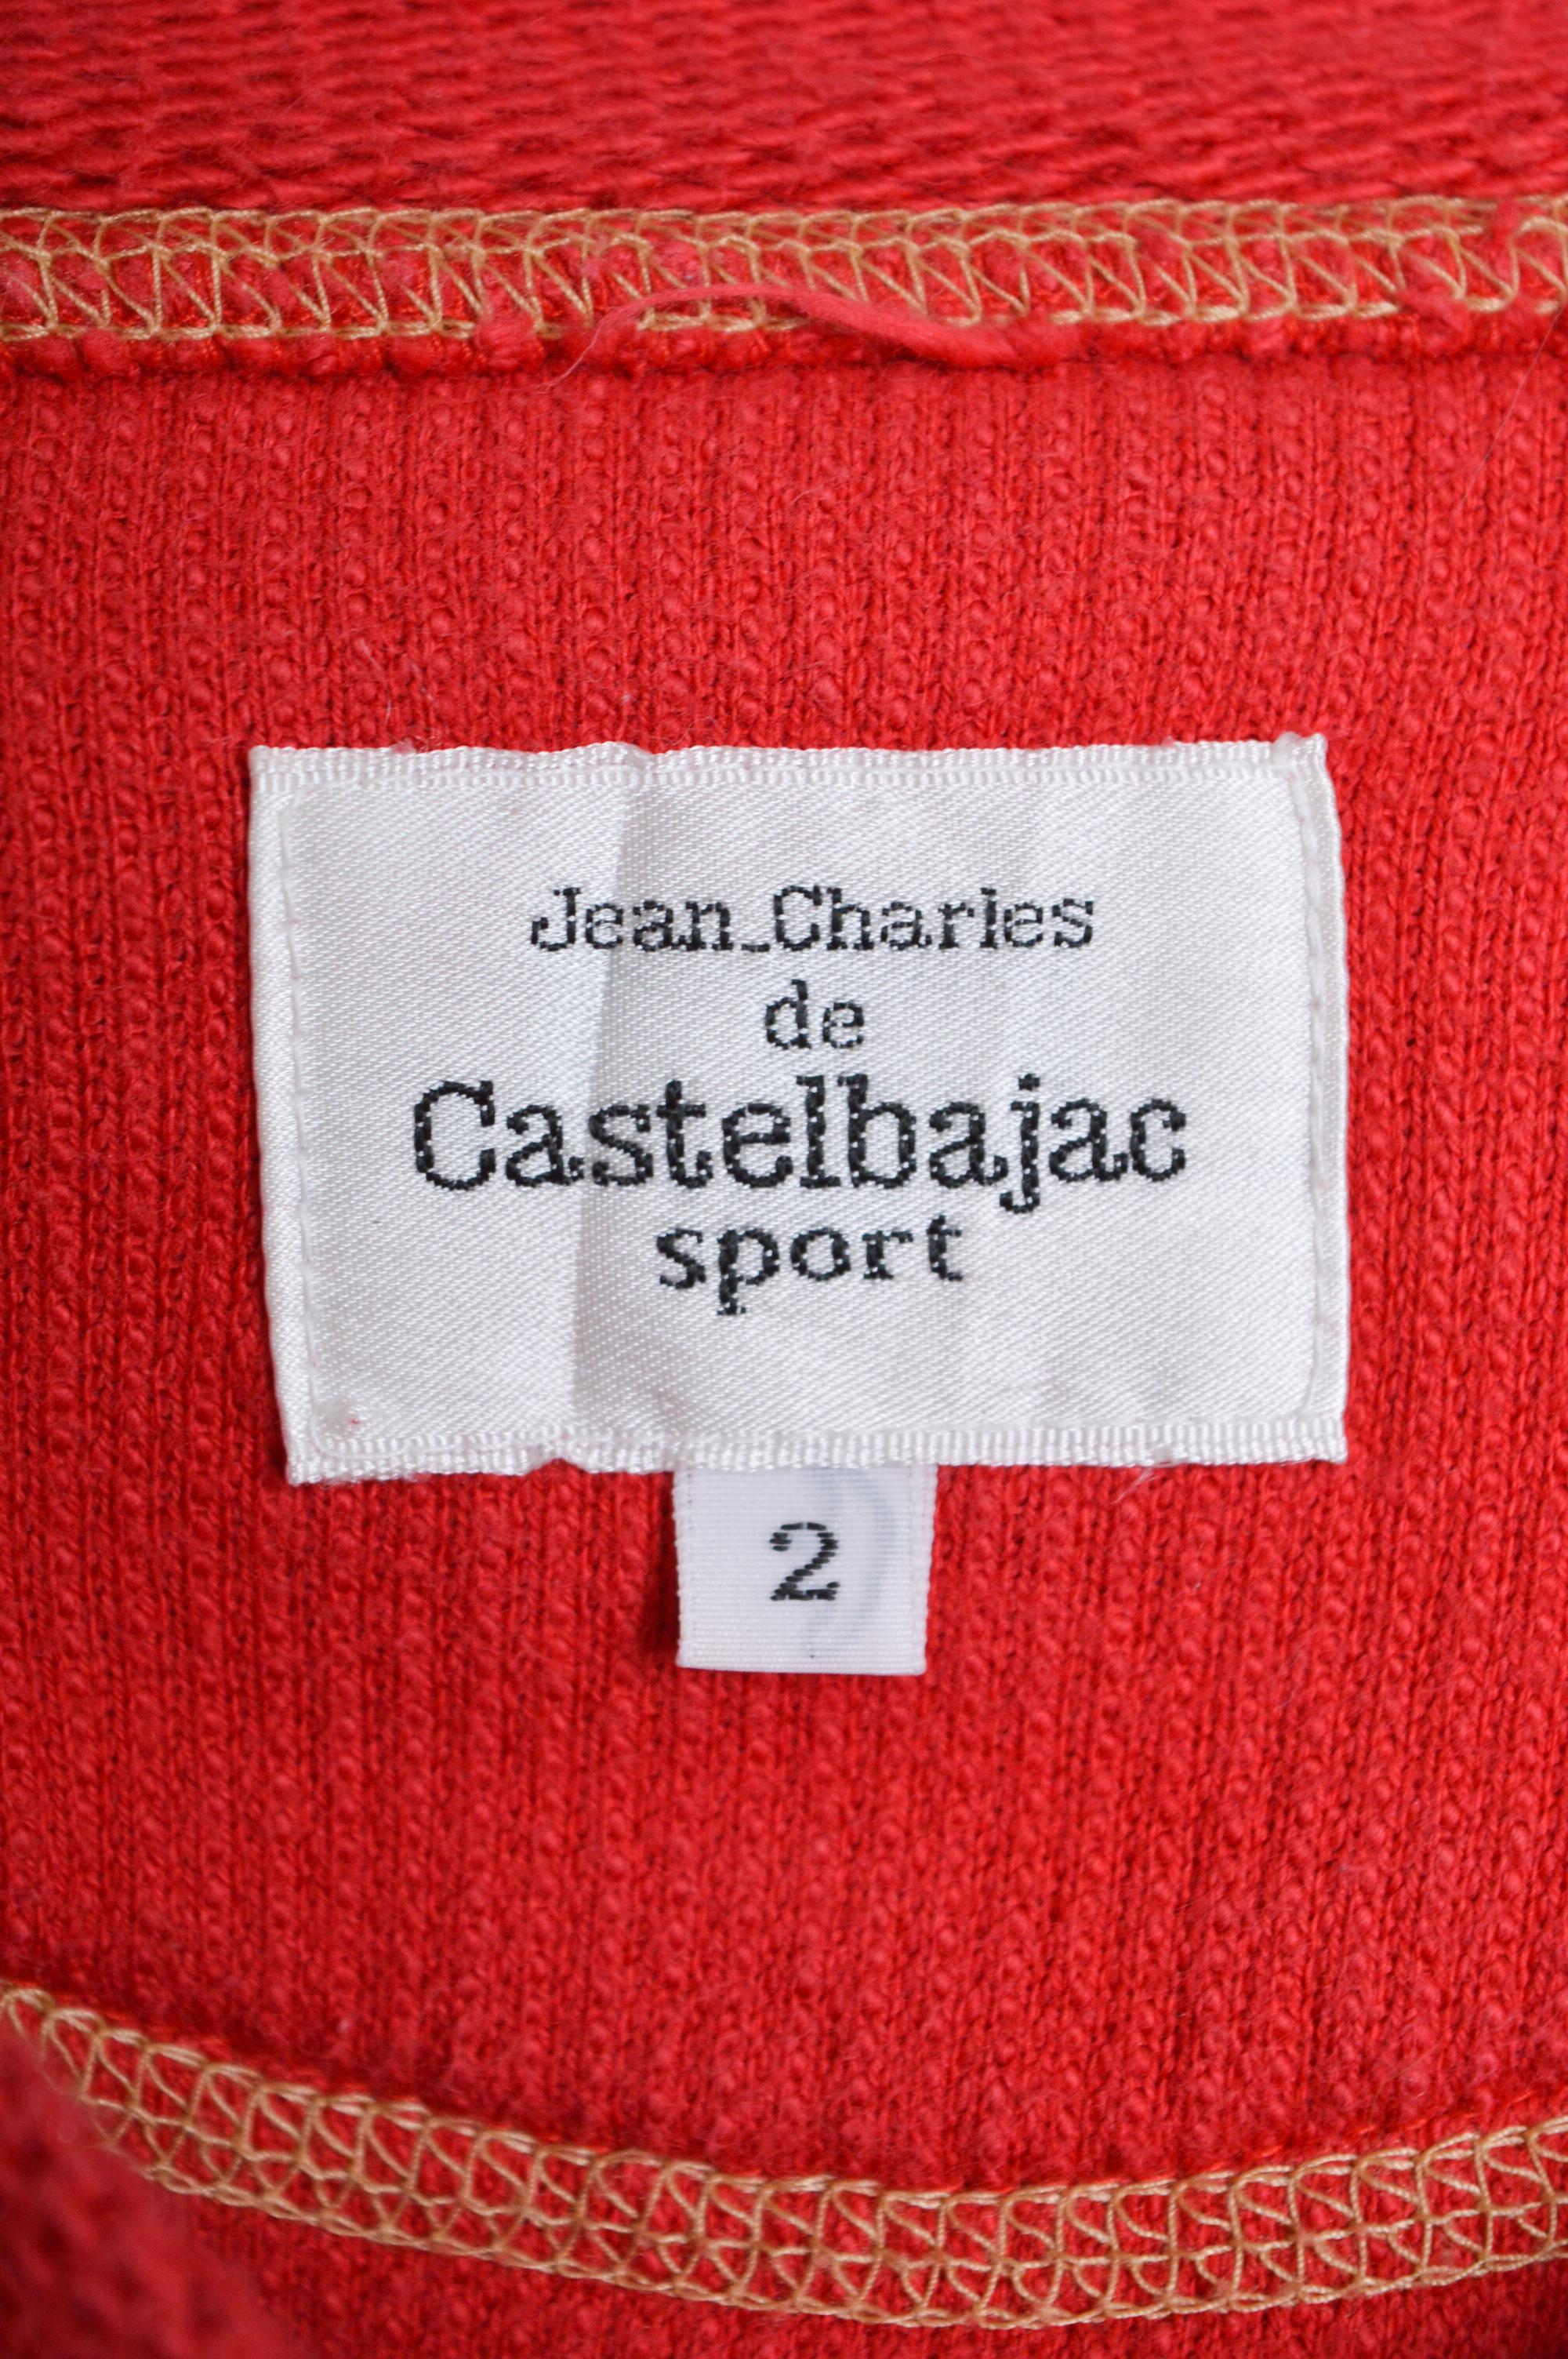 Jean_Charles
de
Castelbajac
sport
2